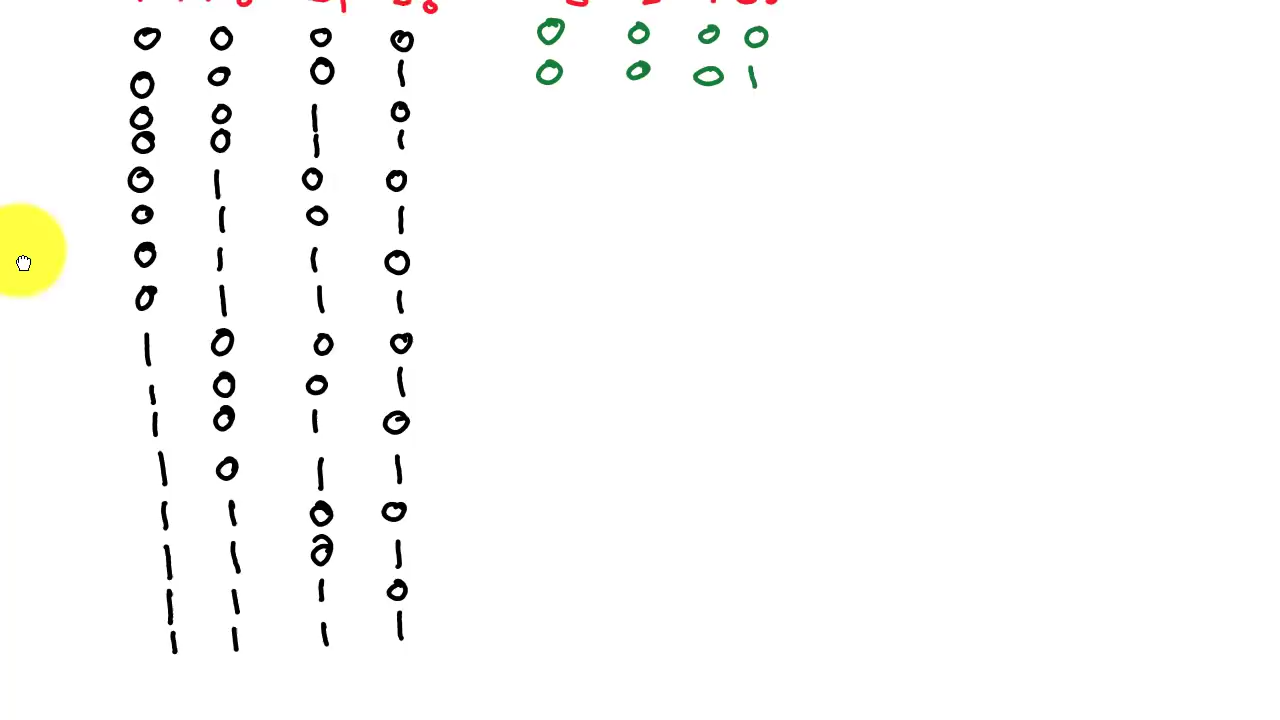 0 0 0 0 0 0 0 0
0 0 0 1 0 0 0 1
0 0 1 0
0 0 1 1
0 1 0 0
0 1 0 1
0 1 1 0
0 1 1 1
1 0 0 0
1 0 0 1
1 0 1 0
1 0 1 1
1 1 0 0
1 1 0 1
1 1 1 0
1 1 1 1